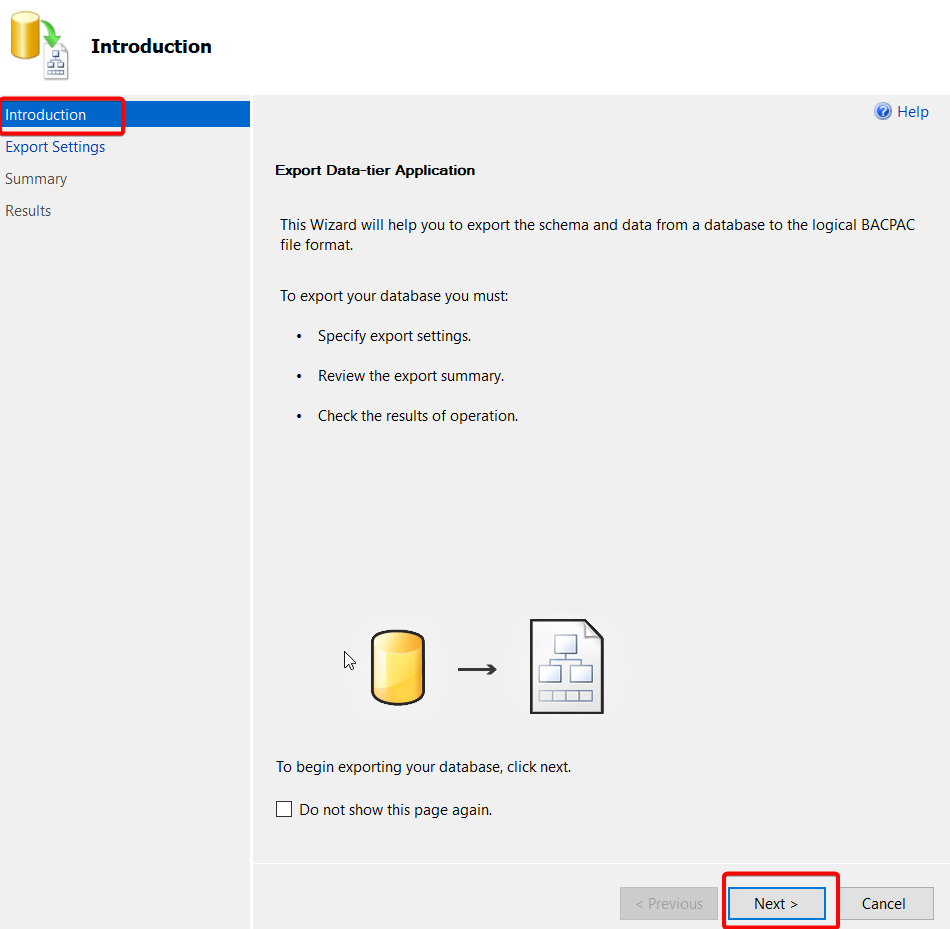 Introduction
Introduction
Export Settings
Summary
Results
Help
Export Data-tier Application
This Wizard will help you to export the schema and data from a database to the logical BACPAC
file format.
To export your database you must:
• Specify export settings.
• Review the export summary.
• Check the results of operation.
To begin exporting your database, click next.
Do not show this page again.
< Previous
Next >
Cancel